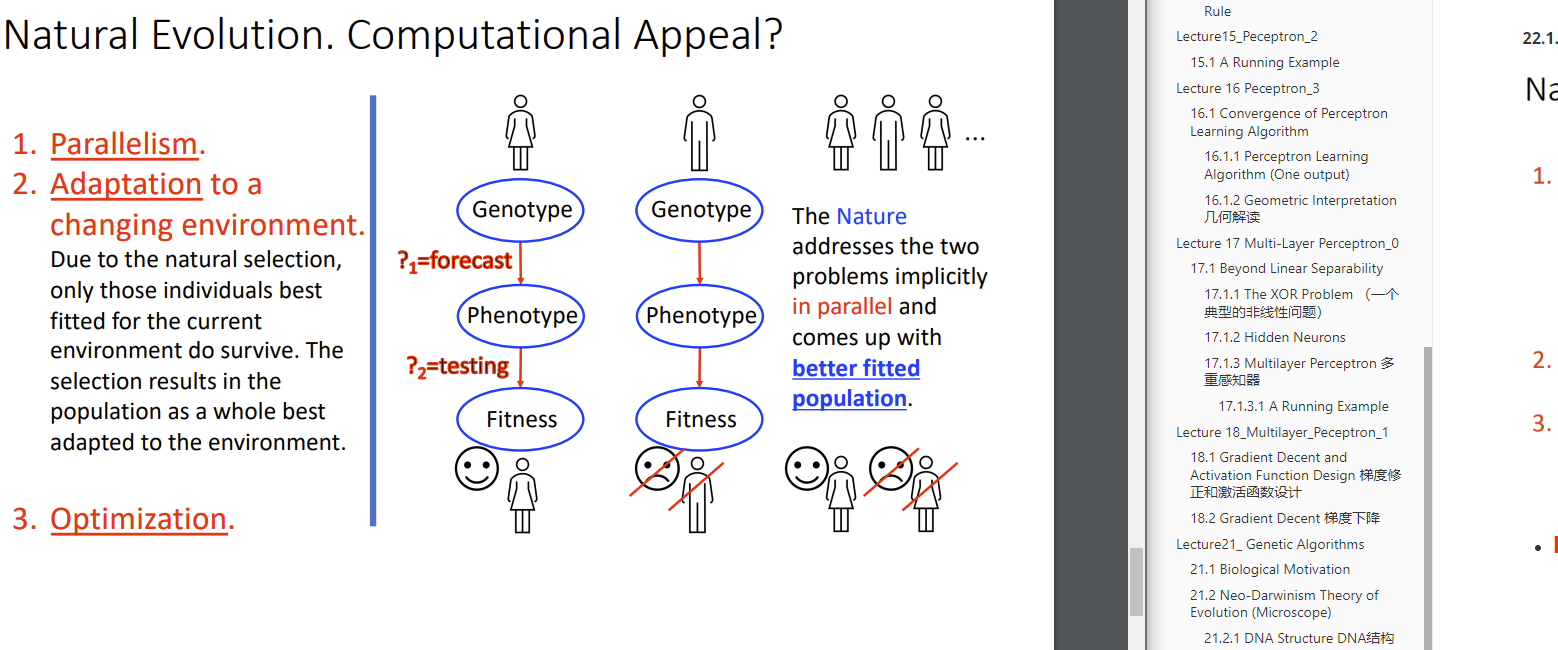 Natural Evolution. Computational Appeal?
1. Parallelism.
2. Adaptation to a
changing environment.
Due to the natural selection,
only those individuals best
fitted for the current
environment do survive. The
selection results in the
population as a whole best
adapted to the environment.
3. Optimization.
Genotype
?1=forecast
Phenotype
?2=testing
Fitness
Genotype
Phenotype
Fitness
...
The Nature
addresses the two
problems implicitly
in parallel and
comes up with
better fitted
population.
Rule
Lecture15_Peceptron_2
15.1 A Running Example
Lecture 16 Peceptron_3
16.1 Convergence of Perceptron
Learning Algorithm
16.1.1 Perceptron Learning
Algorithm (One output)
16.1.2 Geometric Interpretation
几何解读
Lecture 17 Multi-Layer Perceptron_0
17.1 Beyond Linear Separability
17.1.1 The XOR Problem （一个
典型的非线性问题）
17.1.2 Hidden Neurons
17.1.3 Multilayer Perceptron 多
重感知器
17.1.3.1 A Running Example
Lecture 18_Multilayer_Peceptron_1
18.1 Gradient Decent and
Activation Function Design 梯度修
正和激活函数设计
18.2 Gradient Decent 梯度下降
Lecture21_ Genetic Algorithms
21.1 Biological Motivation
21.2 Neo-Darwinism Theory of
Evolution (Microscope)
21.2.1 DNA Structure DNA结构
22.1.
Na
1.
2.
3.